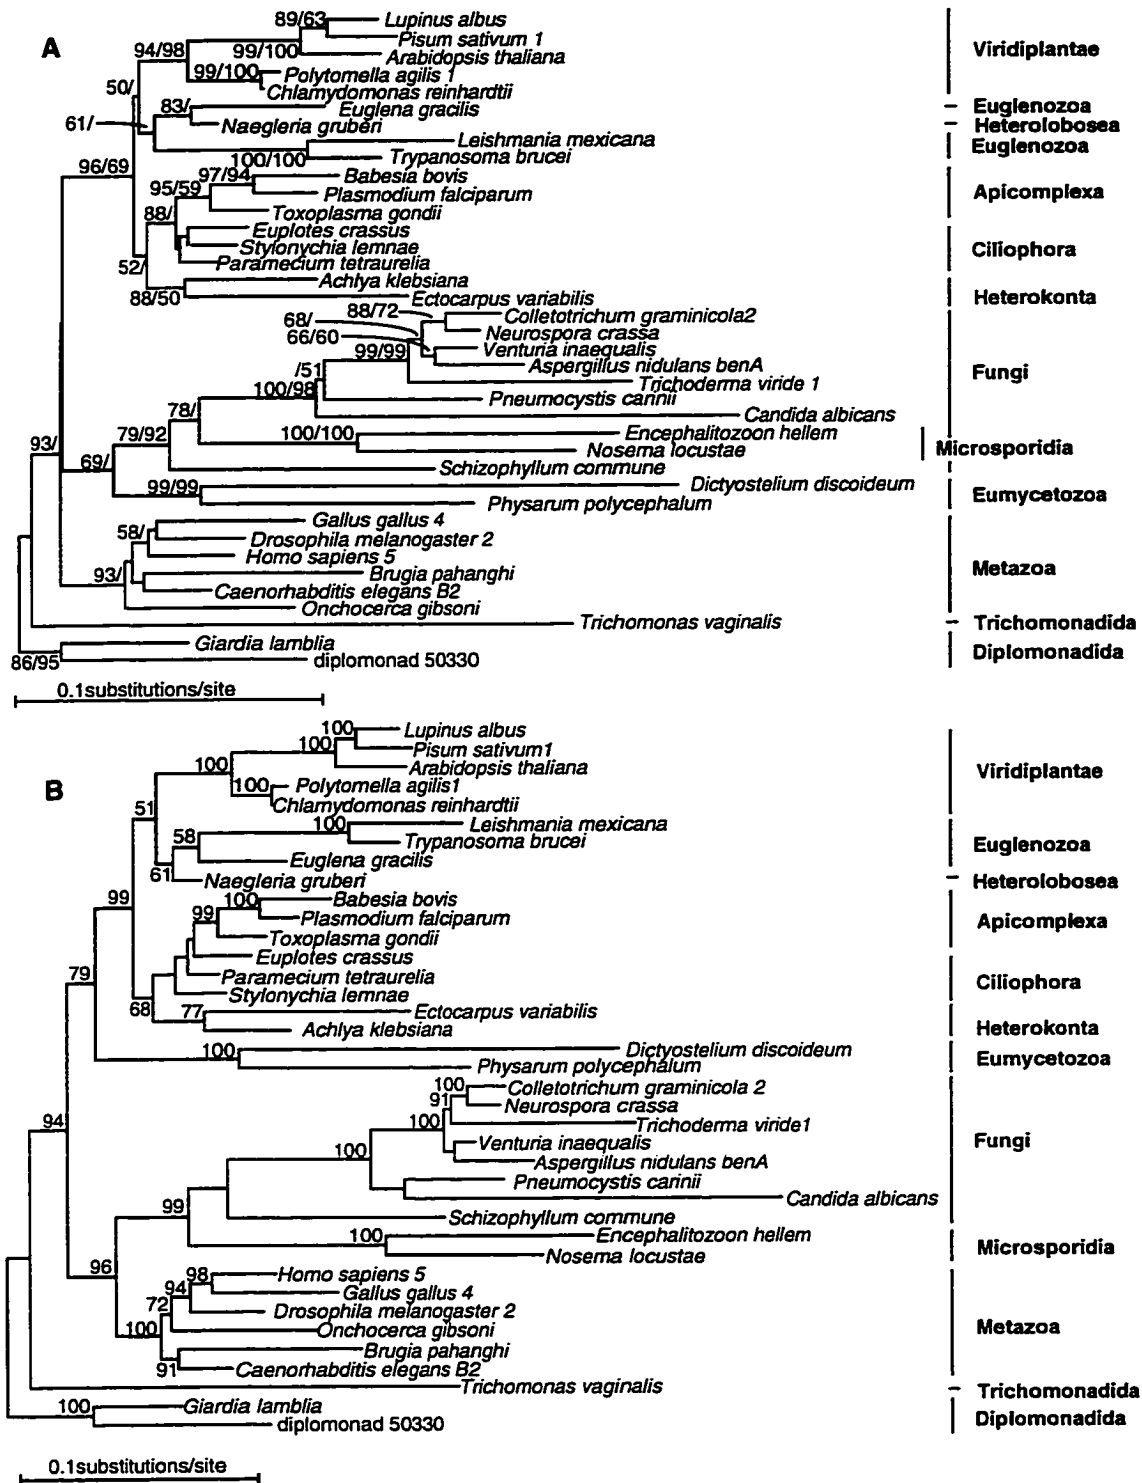 A
89/63
Lupinus albus
Pisum sativum 1
94/98
99/100
Arabidopsis thaliana
Viridiplantae
99/100
Polytomella agilis 1
50/
Chlamydomonas reinhardtii
83/
Euglena gracilis
Euglenozoa
61/
Naegleria gruberi
Heterolobosea
Leishmania mexicana
Euglenozoa
100/100
Trypanosoma brucei
96/69
97/94
Babesia bovis
95/59
Plasmodium falciparum
Apicomplexa
88/
Toxoplasma gondii
Euplotes crassus
Stylonychia lemnae
Ciliophora
52/
Paramecium tetraurelia
Achlya klebsiana
88/50
Ectocarpus variabilis
Heterokonta
88/72
Colletotrichum graminicola2
68/
Neurospora crassa
66/60
Venturia inaequalis
99/99
Aspergillus nidulans benA
Fungi
/51
Trichoderma viride 1
100/98
Pneumocystis carinii
78/
Candida albicans
79/92
100/100
Encephalitozoon hellem
93/
Nosema locustae
Microsporidia
69/
Schizophyllum commune
99/99
Dictyostelium discoideum
Eumycetozoa
Physarum polycephalum
Gallus gallus 4
58/
Drosophila melanogaster 2
Homo sapiens 5
Metazoa
93/
Brugia pahanghi
Caenorhabditis elegans B2
Onchocerca gibsoni
Trichomonas vaginalis
Trichomonadida
Giardia lamblia
Diplomonadida
86/95
diplomonad 50330
0.1substitutions/site
B
100
Lupinus albus
100
Pisum sativum1
100
Arabidopsis thaliana
Viridiplantae
100
Polytomella agilis1
51
Chlamydomonas reinhardtii
100
Leishmania mexicana
58
Trypanosoma brucei
Euglenozoa
Euglena gracilis
61
Naegleria gruberi
Heterolobosea
99
100
Babesia bovis
99
Plasmodium falciparum
Apicomplexa
Toxoplasma gondii
Euplotes crassus
79
Paramecium tetraurelia
Ciliophora
Stylonychia lemnae
68
77
Ectocarpus variabilis
Achlya klebsiana
Heterokonta
100
Dictyostelium discoideum
Eumycetozoa
Physarum polycephalum
100
Colletotrichum graminicola 2
91
Neurospora crassa
94
100
Trichoderma viride1
Fungi
Venturia inaequalis
100
Aspergillus nidulans benA
Pneumocystis carinii
Candida albicans
99
Schizophyllum commune
100
Encephalitozoon hellem
Microsporidia
Nosema locustae
96
98
Homo sapiens 5
94
Gallus gallus 4
72
Drosophila melanogaster 2
100
Onchocerca gibsoni
Metazoa
Brugia pahanghi
91
Caenorhabditis elegans B2
Trichomonas vaginalis
Trichomonadida
100
Giardia lamblia
Diplomonadida
diplomonad 50330
0.1substitutions/site